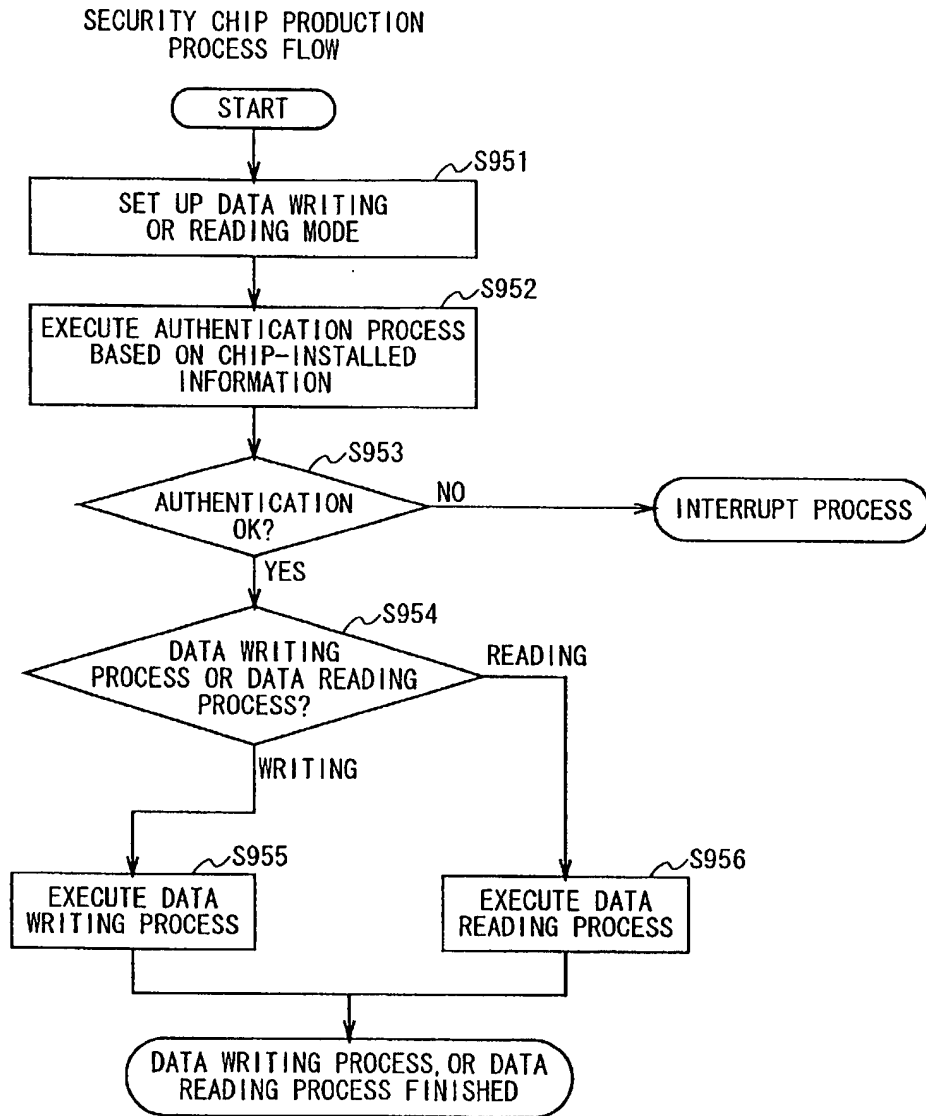 SECURITY CHIP PRODUCTION
PROCESS FLOW
START
S951
SET UP DATA WRITING
OR READING MODE
S952
EXECUTE AUTHENTICATION PROCESS
BASED ON CHIP-INSTALLED
INFORMATION
S953
AUTHENTICATION
OK?
NO
INTERRUPT PROCESS
YES
S954
DATA WRITING
PROCESS OR DATA READING
PROCESS?
READING
WRITING
S955
EXECUTE DATA
WRITING PROCESS
S956
EXECUTE DATA
READING PROCESS
DATA WRITING PROCESS, OR DATA
READING PROCESS FINISHED